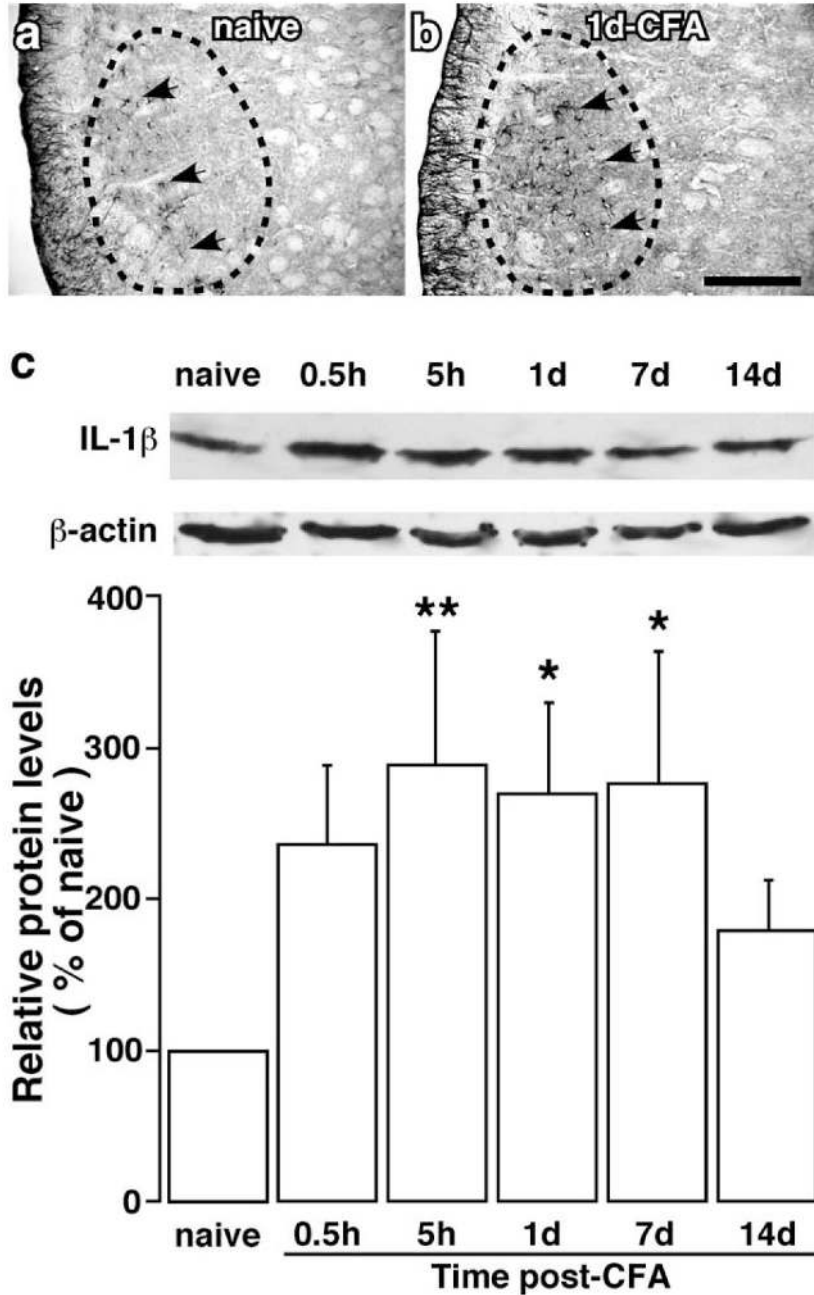 a naive
b 1d-CFA
c
naive 0.5h 5h 1d 7d 14d
IL-1β
β-actin
Relative protein levels
( % of naive )
400
300
200
100
0
** * *
naive 0.5h 5h 1d 7d 14d
Time post-CFA